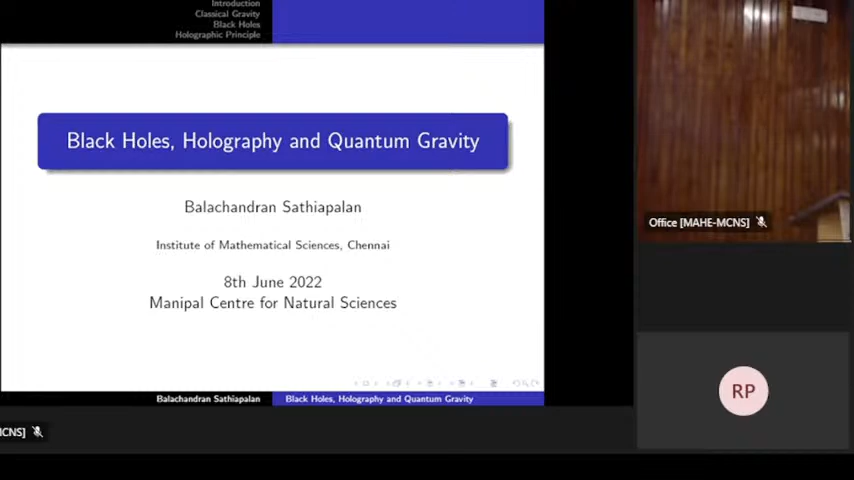 Introduction
Classical Gravity
Black Holes
Holographic Principle
Black Holes, Holography and Quantum Gravity
Balachandran Sathiapalan
Institute of Mathematical Sciences, Chennai
8th June 2022
Manipal Centre for Natural Sciences
Balachandran Sathiapalan
Black Holes, Holography and Quantum Gravity
Office [MAHE-MCNS]
RP
MCNS]